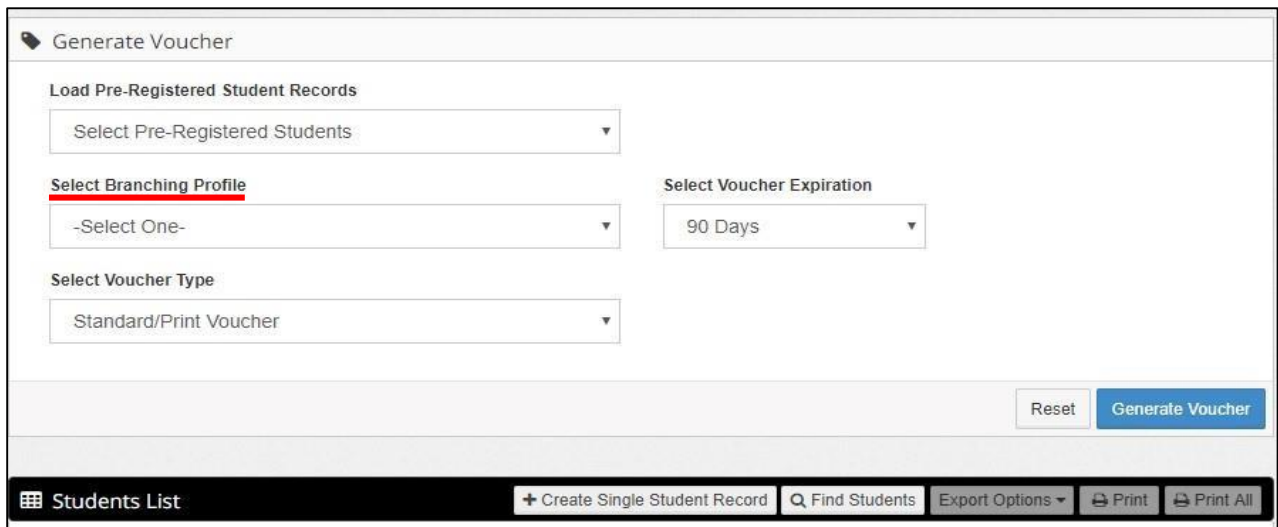 Generate Voucher
Load Pre-Registered Student Records
Select Pre-Registered Students
Select Branching Profile
Select Voucher Expiration
-Select One-
90 Days
Select Voucher Type
Standard/Print Voucher
Reset
Generate Voucher
Students List
+ Create Single Student Record
Find Students
Export Options
Print
Print All